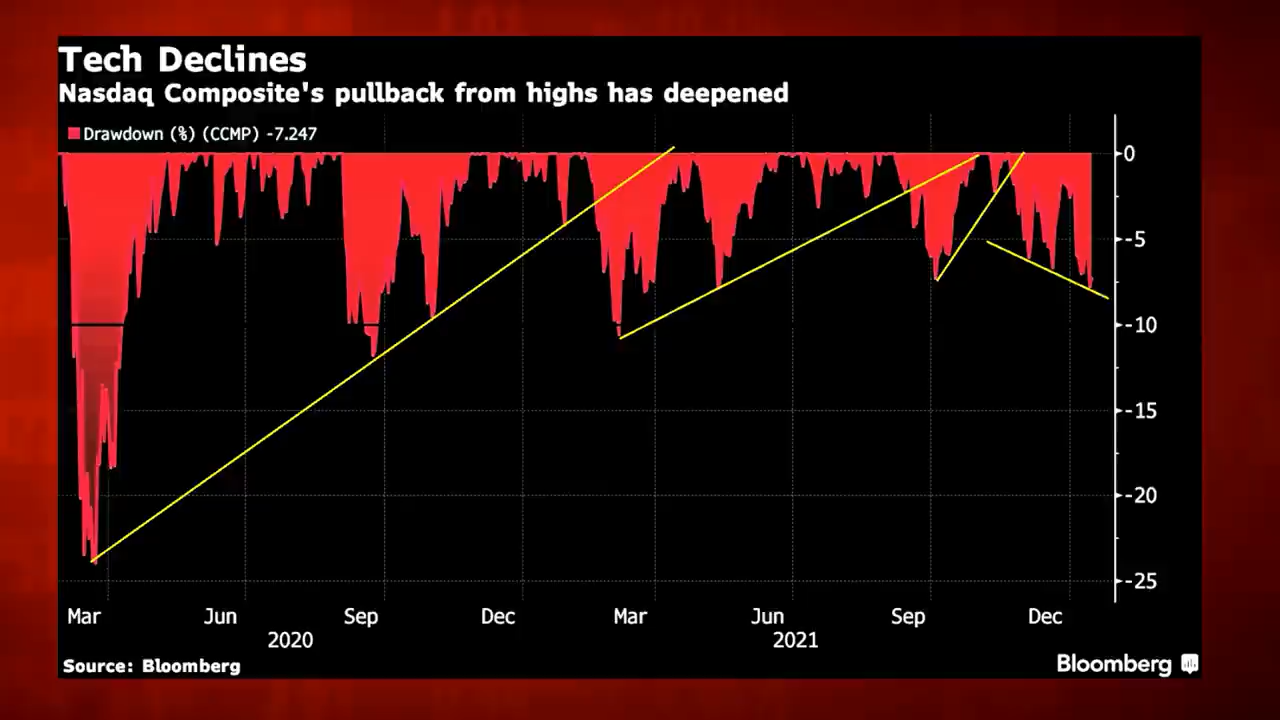 Tech Declines
Nasdaq Composite's pullback from highs has deepened
Drawdown (%) (CCMP) -7.247
0
-5
-10
-15
-20
-25
Mar Jun Sep Dec Mar Jun Sep Dec
2020 2021
Source: Bloomberg
Bloomberg